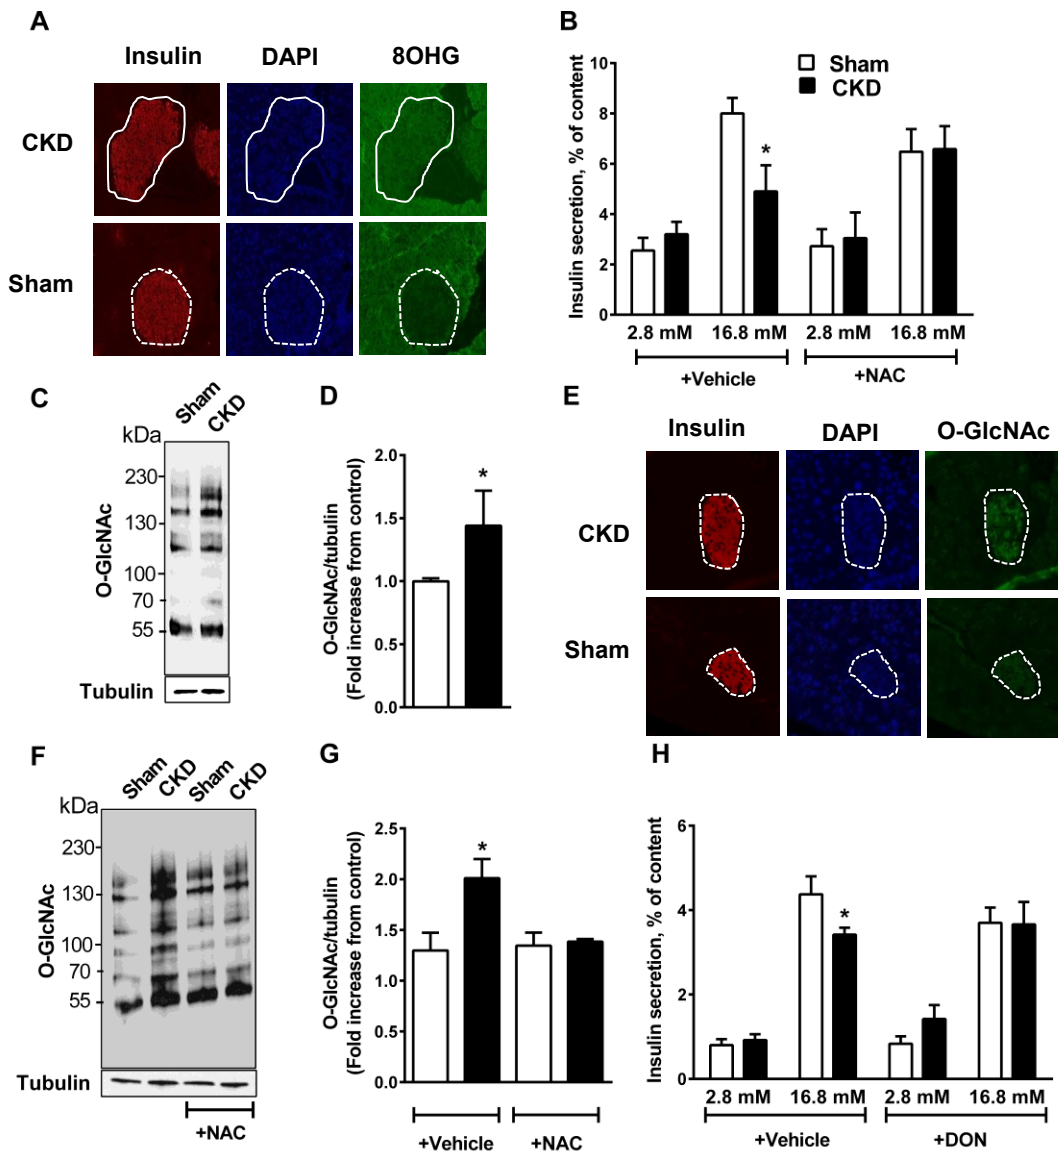 A
Insulin DAPI 8OHG
CKD
Sham
B
Insulin secretion, % of content
10
8
6
4
2
0
Sham
CKD
*
2.8 mM 16.8 mM 2.8 mM 16.8 mM
+Vehicle +NAC
C
Sham CKD
kDa
230
130
100
70
55
O-GlcNAc
Tubulin
D
O-GlcNAc/tubulin
(Fold increase from control)
2.0
1.5
1.0
0.5
0.0
*
E
Insulin DAPI O-GlcNAc
CKD
Sham
F
Sham CKD Sham CKD
kDa
230
130
100
70
55
O-GlcNAc
Tubulin
+NAC
G
O-GlcNAc/tubulin
(Fold increase from control)
2.5
2.0
1.5
1.0
0.5
0.0
*
+Vehicle +NAC
H
Insulin secretion, % of content
6
4
2
0
*
2.8 mM 16.8 mM 2.8 mM 16.8 mM
+Vehicle +DON